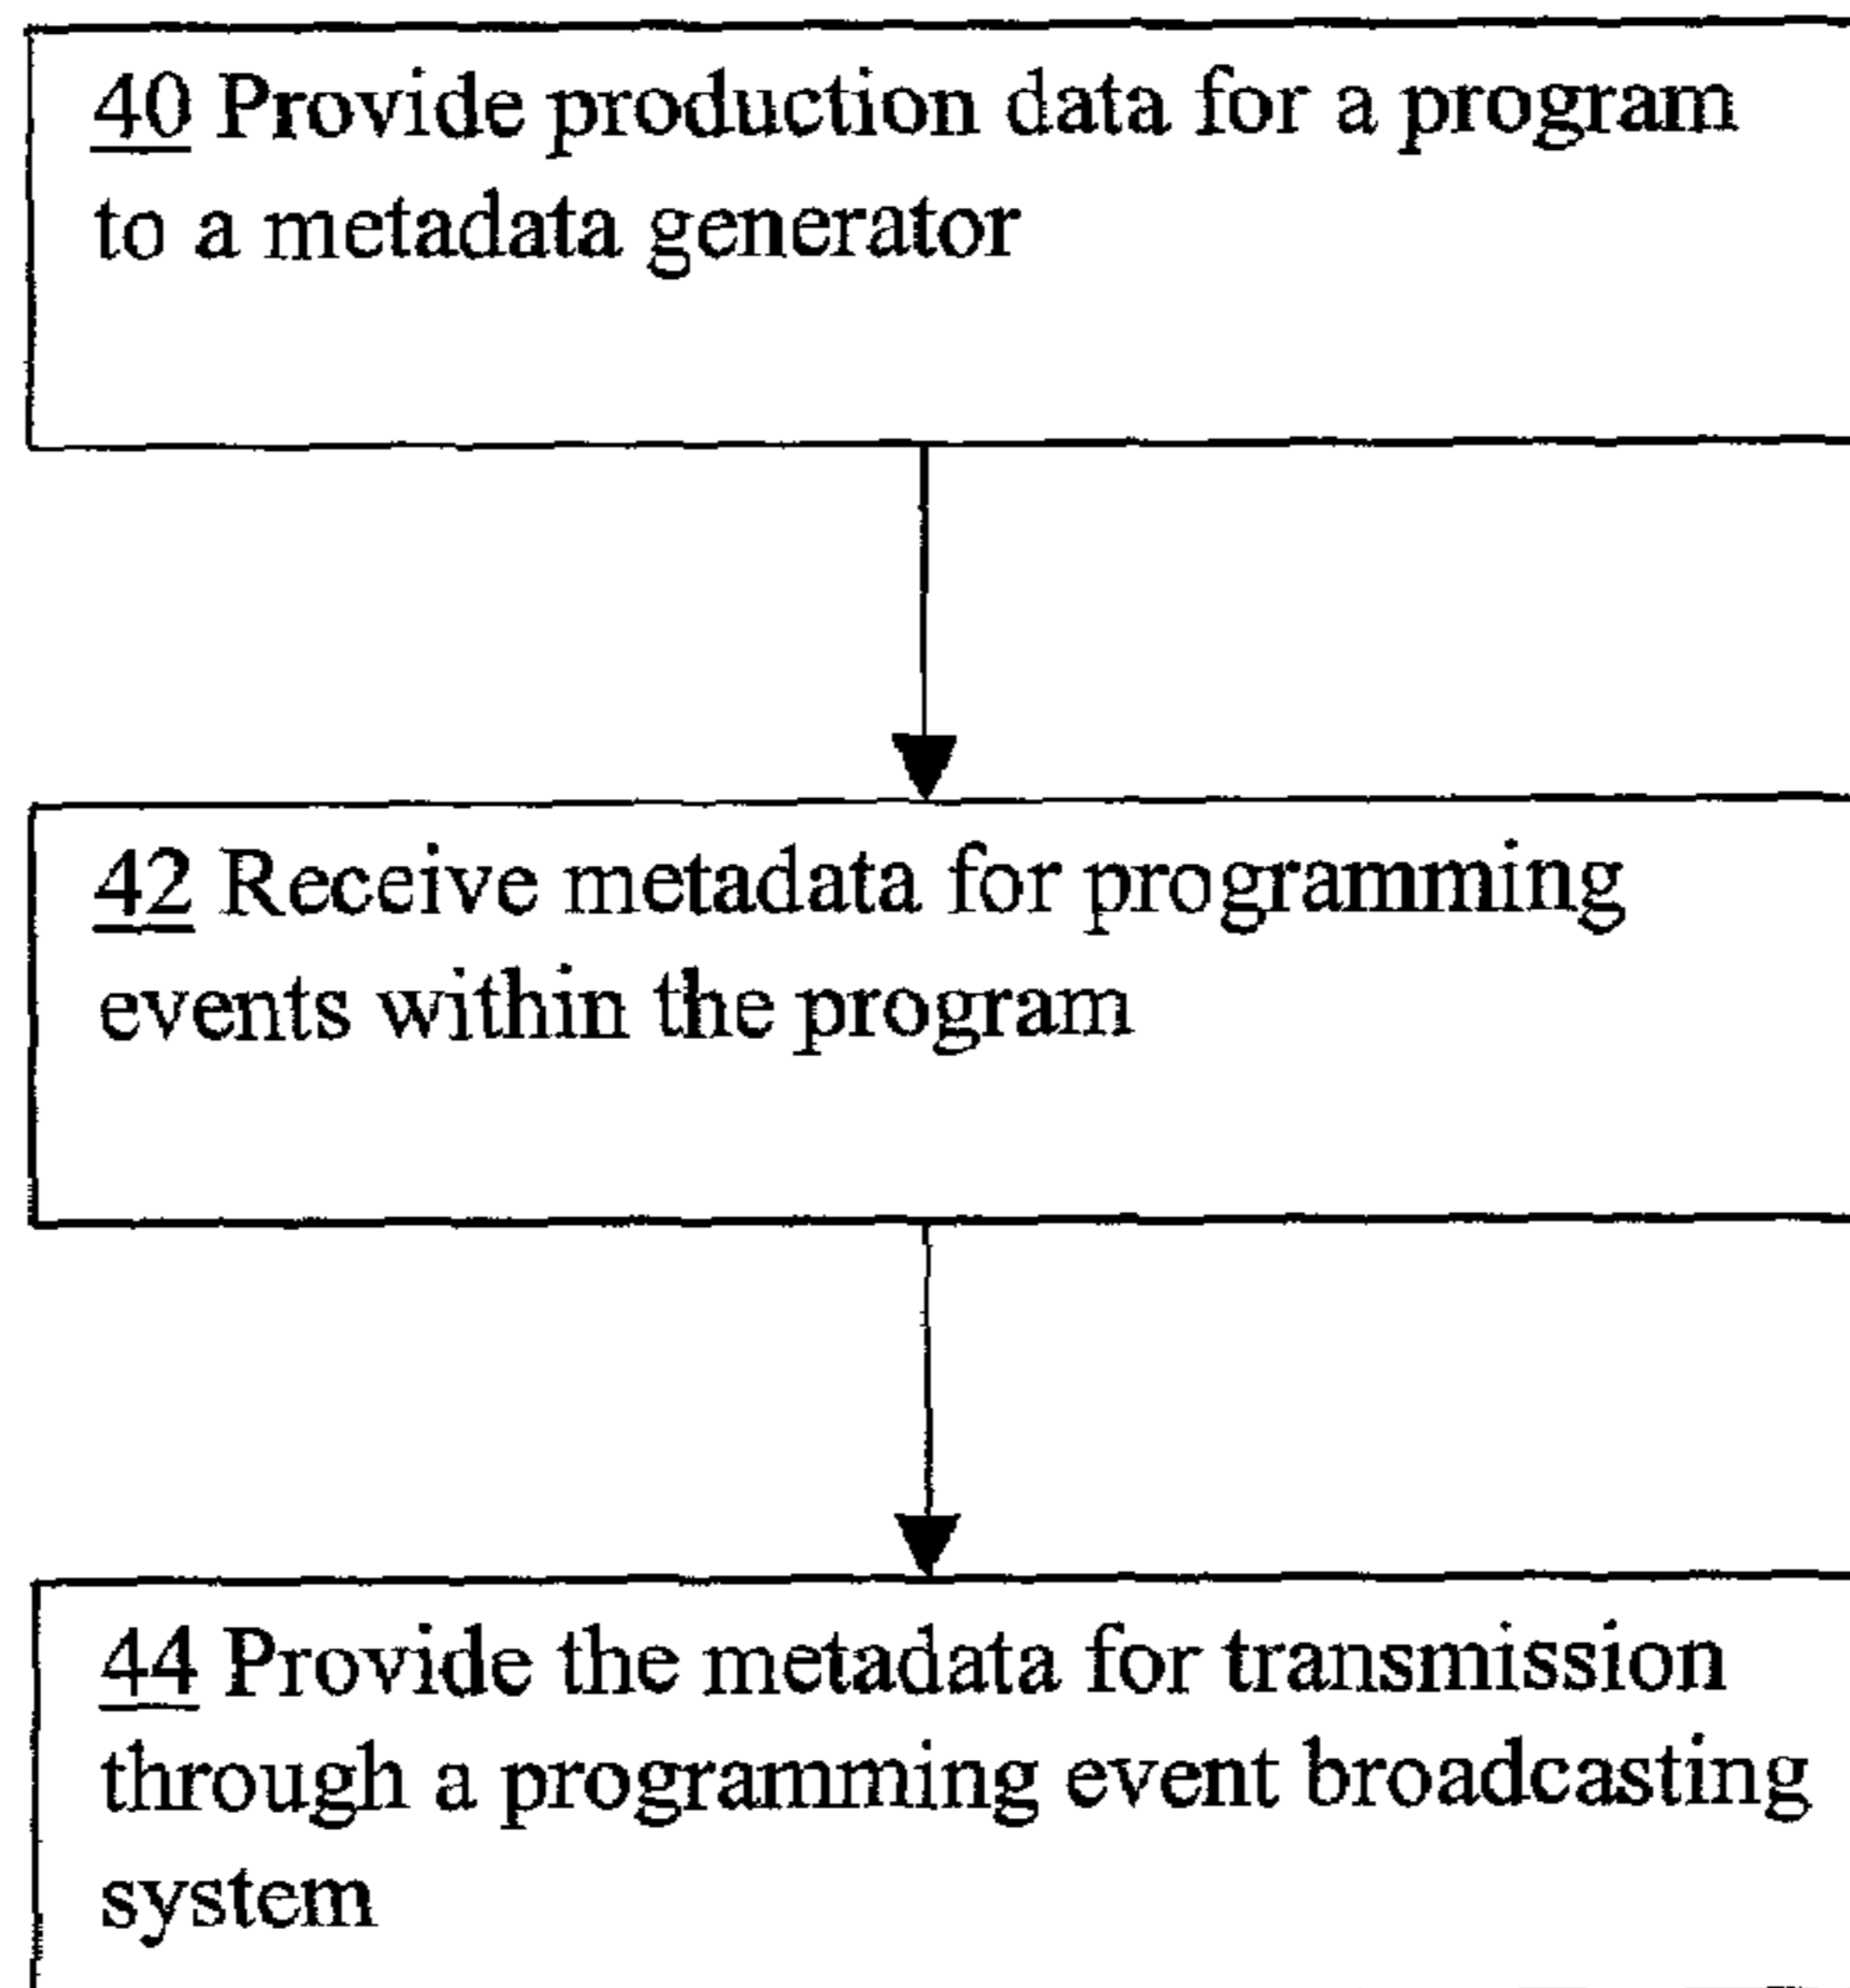 40 Provide production data for a program
to a metadata generator
42 Receive metadata for programming
events within the program
44 Provide the metadata for transmission
through a programming event broadcasting
system